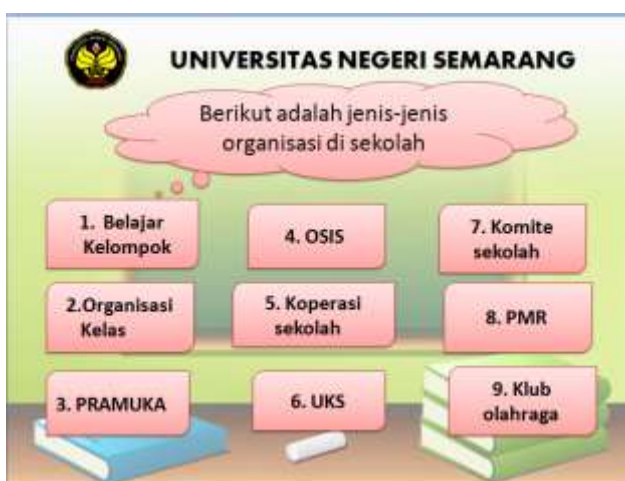 UNIVERSITAS NEGERI SEMARANG
Berikut adalah jenis-jenis
organisasi di sekolah
1. Belajar
Kelompok
2.Organisasi
Kelas
3. PRAMUKA
4. OSIS
5. Koperasi
sekolah
6. UKS
7. Komite
sekolah
8. PMR
9. Klub
olahraga